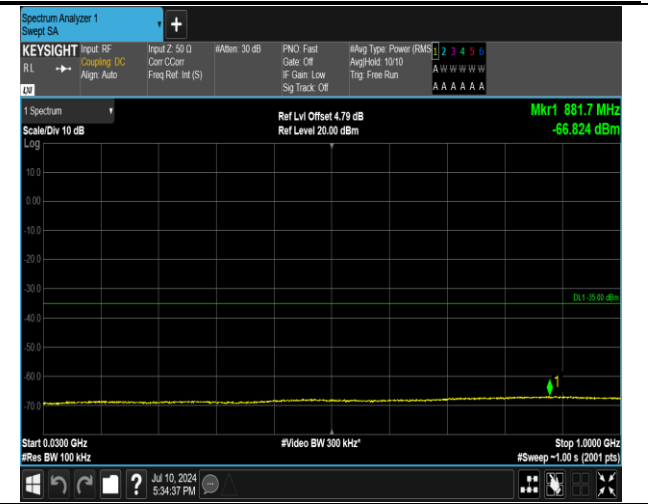 Spectrum Analyzer 1
Swept SA
+
KEYSIGHT
Input: RF
Coupling: DC
Align: Auto
Input Z: 50 Ω
Corr CCorr
Freq Ref: Int (S)
#Atten: 30 dB
PNO: Fast
Gate: Off
IF Gain: Low
Sig Track: Off
#Avg Type: Power (RMS
Avg|Hold: 10/10
Trig: Free Run
1 2 3 4 5 6
A W W W W W
A A A A A A
R L
LXI
1 Spectrum
Scale/Div 10 dB
Ref Lvl Offset 4.79 dB
Ref Level 20.00 dBm
Mkr1 881.7 MHz
-66.824 dBm
Log
10.0
0.00
-10.0
-20.0
-30.0
DL1 -35.00 dBm
-40.0
-50.0
-60.0
1
-70.0
Start 0.0300 GHz
#Video BW 300 kHz*
Stop 1.0000 GHz
#Res BW 100 kHz
#Sweep ~1.00 s (2001 pts)
?
Jul 10, 2024
5:34:37 PM